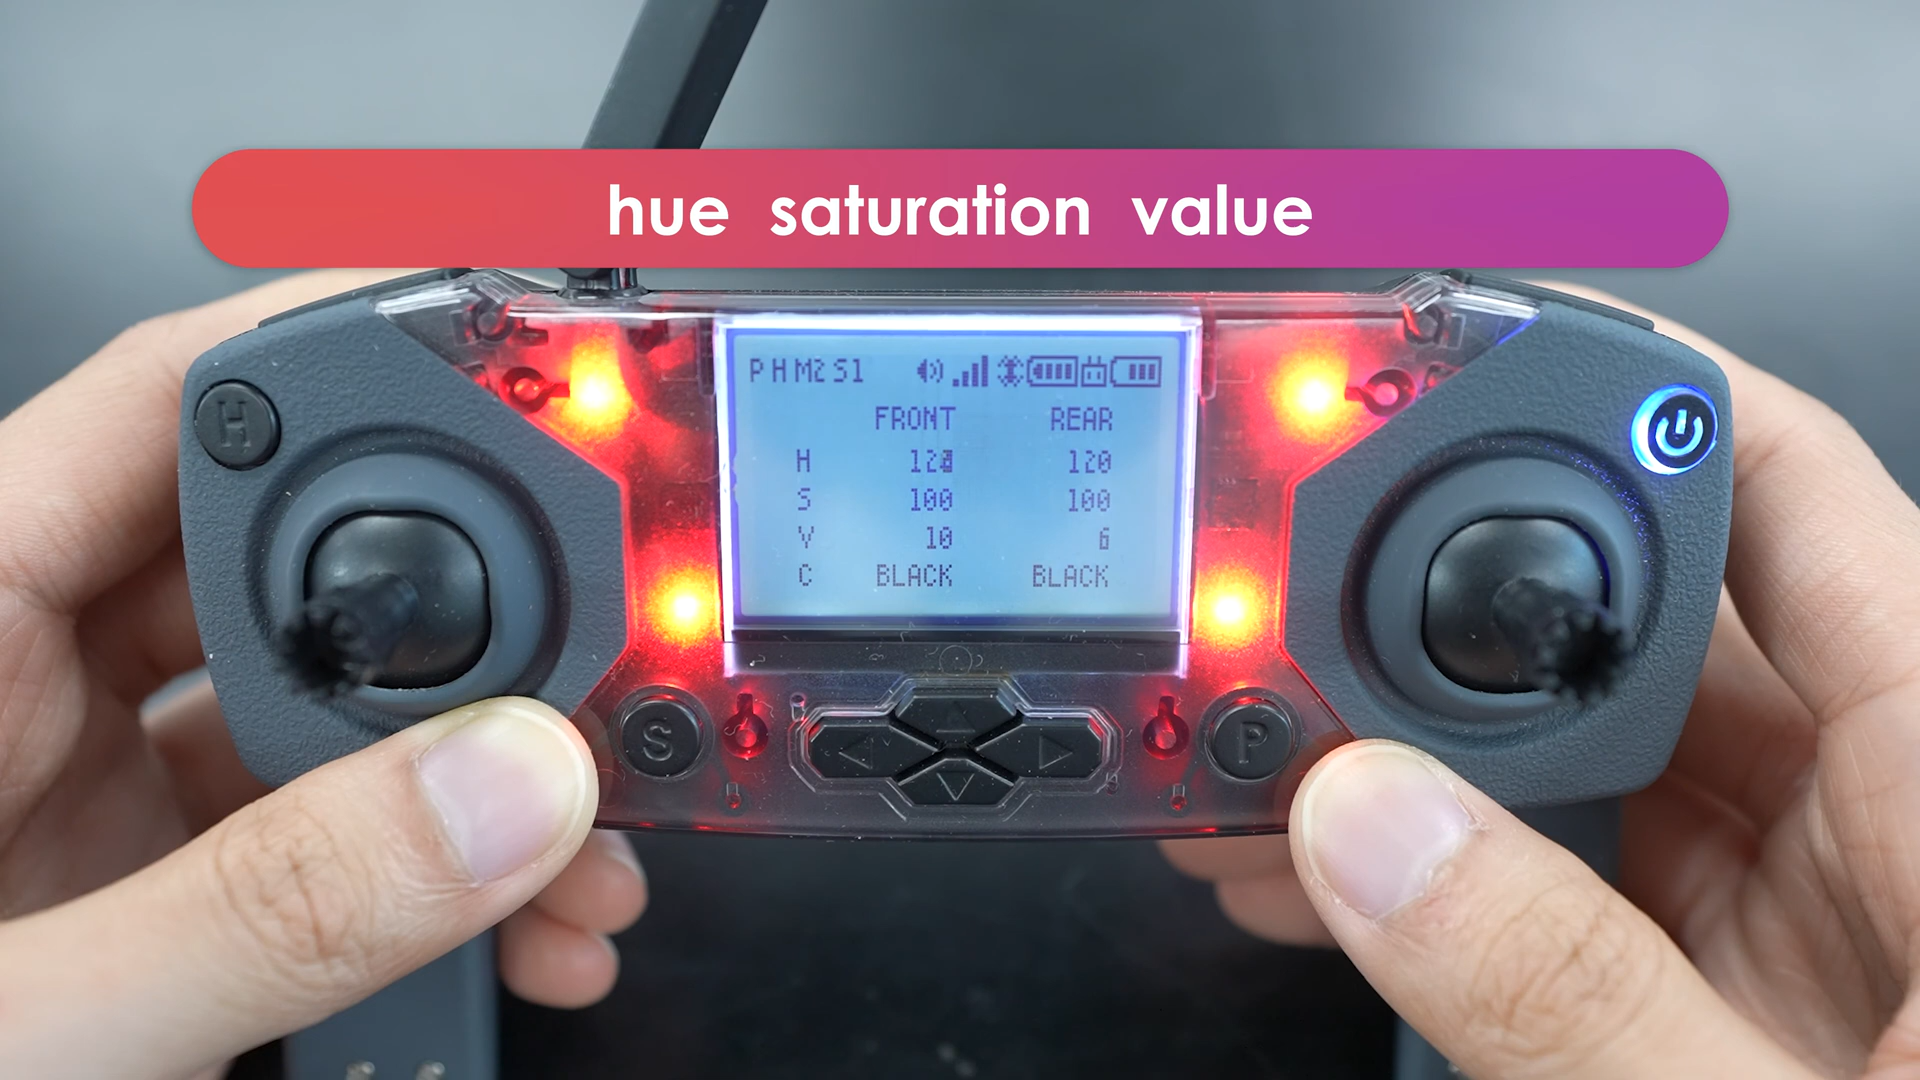 hue saturation value
P H M2 S1
FRONT REAR
H 120 120
S 100 100
V 10 6
C BLACK BLACK
H
S
P